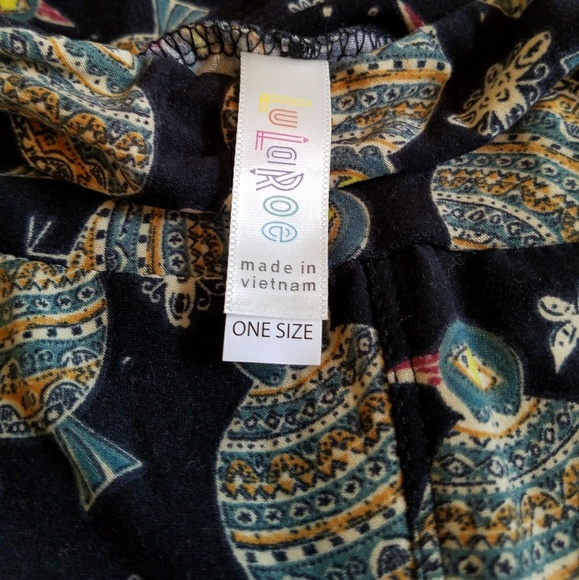 LuLaRoe
made in
vietnam
ONE SIZE